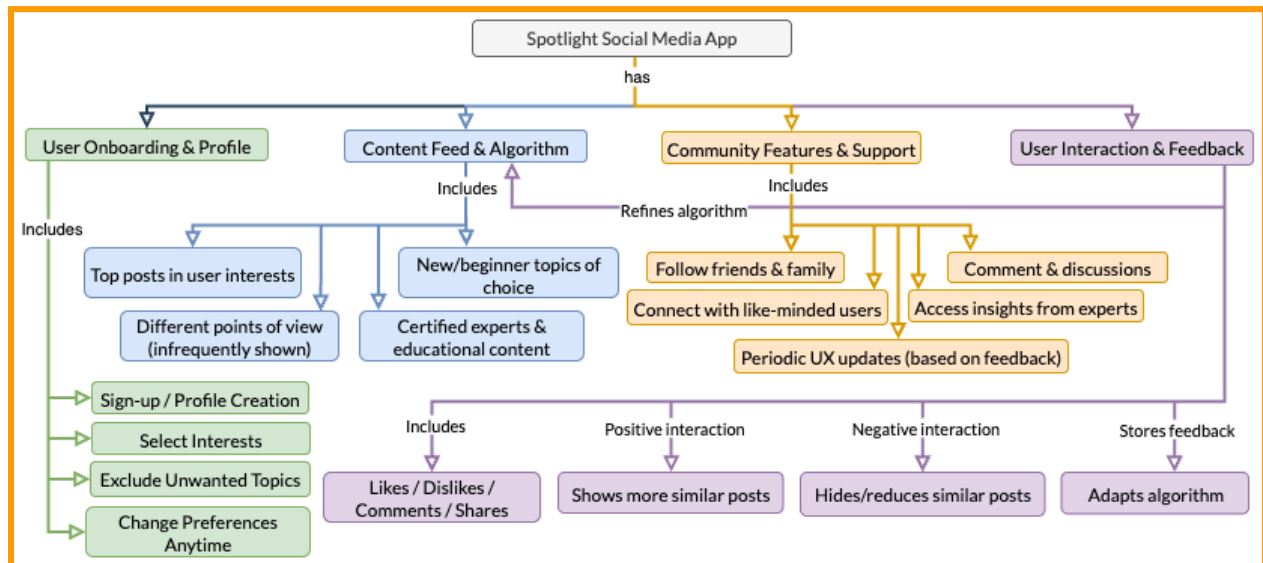 Spotlight Social Media App
has
User Onboarding & Profile
Content Feed & Algorithm
Community Features & Support
User Interaction & Feedback
Includes
Includes
Refines algorithm
Includes
Top posts in user interests
New/beginner topics of
choice
Different points of view
(infrequently shown)
Certified experts &
educational content
Follow friends & family
Comment & discussions
Connect with like-minded users
Access insights from experts
Periodic UX updates (based on feedback)
Sign-up / Profile Creation
Select Interests
Exclude Unwanted Topics
Change Preferences
Anytime
Includes
Positive interaction
Negative interaction
Stores feedback
Likes / Dislikes /
Comments / Shares
Shows more similar posts
Hides/reduces similar posts
Adapts algorithm